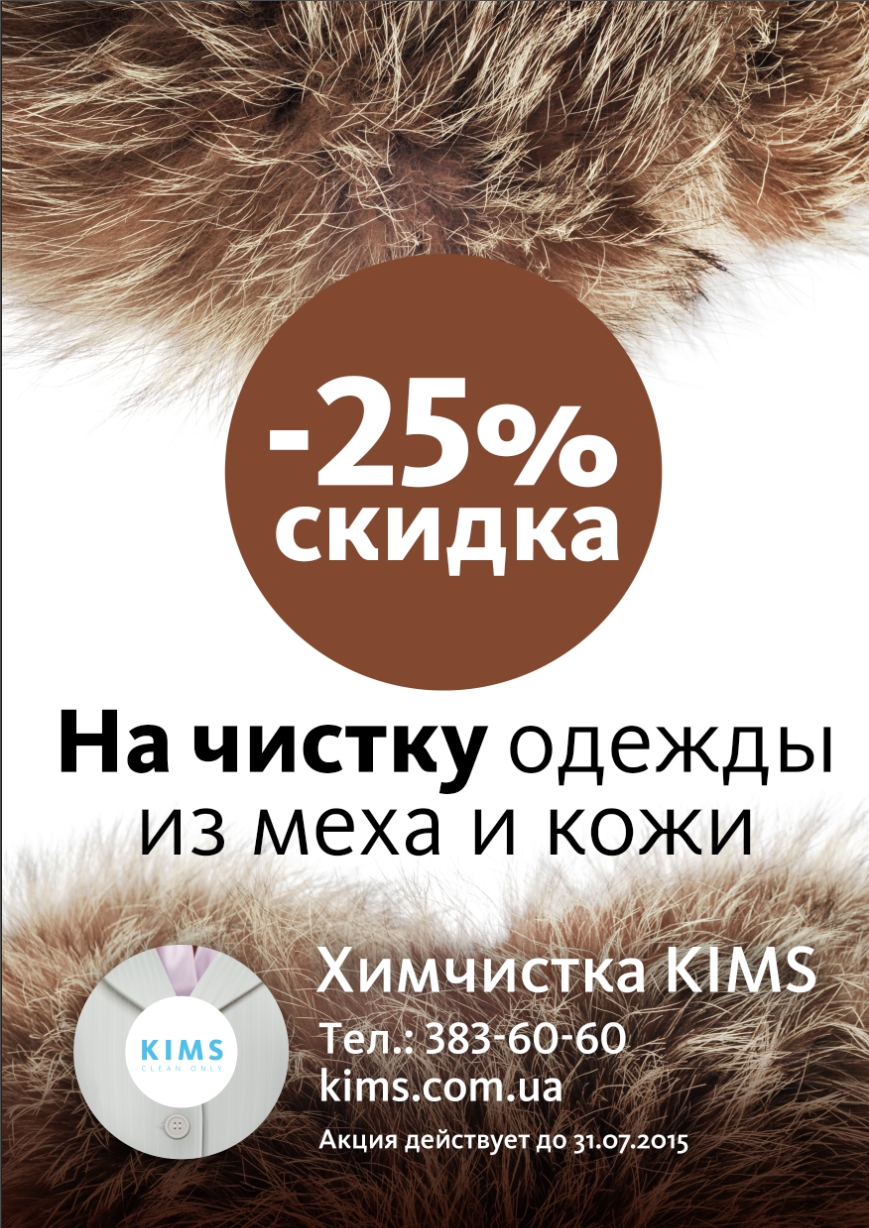 -25%
скидка
На чистку одежды
из меха и кожи
KIMS
CLEAN ONLY
Химчистка KIMS
Тел.: 383-60-60
kims.com.ua
Акция действует до 31.07.2015